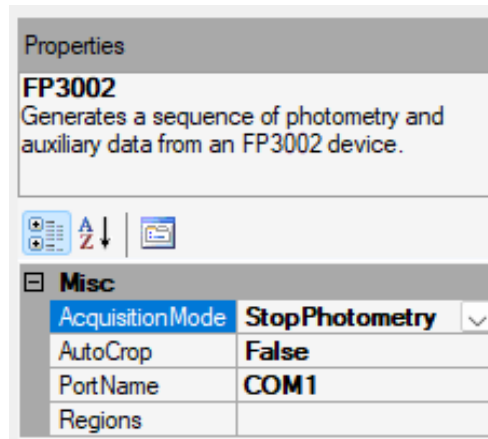 Properties
FP3002
Generates a sequence of photometry and
auxiliary data from an FP3002 device.
A
Z
Misc
AcquisitionMode StopPhotometry
AutoCrop False
PortName COM1
Regions